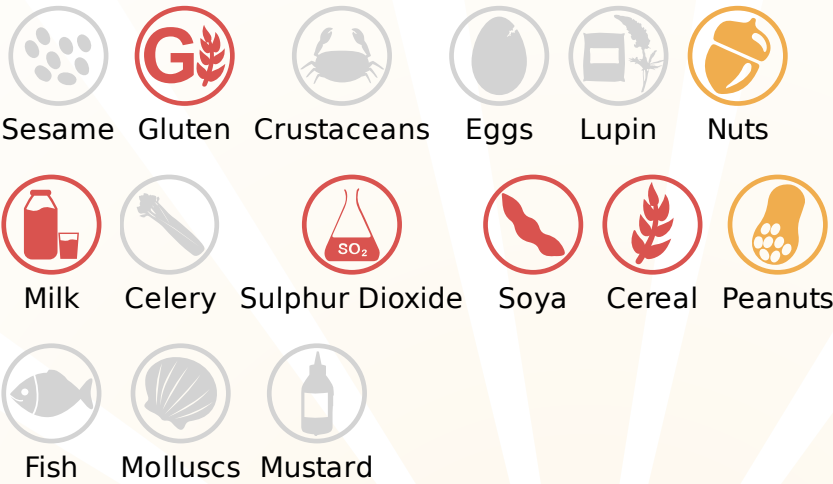 G
Sesame Gluten Crustaceans Eggs Lupin Nuts
SO₂
Milk Celery Sulphur Dioxide Soya Cereal Peanuts
Fish Molluscs Mustard